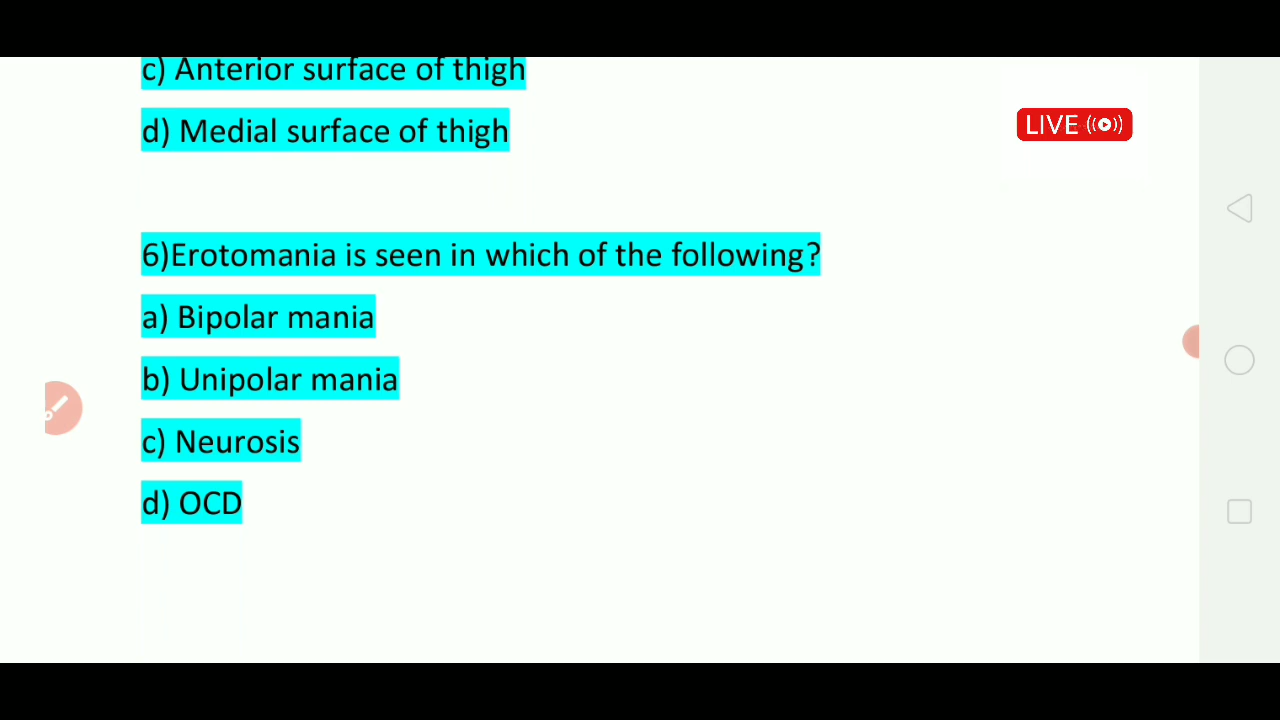 c) Anterior surface of thigh
d) Medial surface of thigh
LIVE
6)Erotomania is seen in which of the following?
a) Bipolar mania
b) Unipolar mania
c) Neurosis
d) OCD